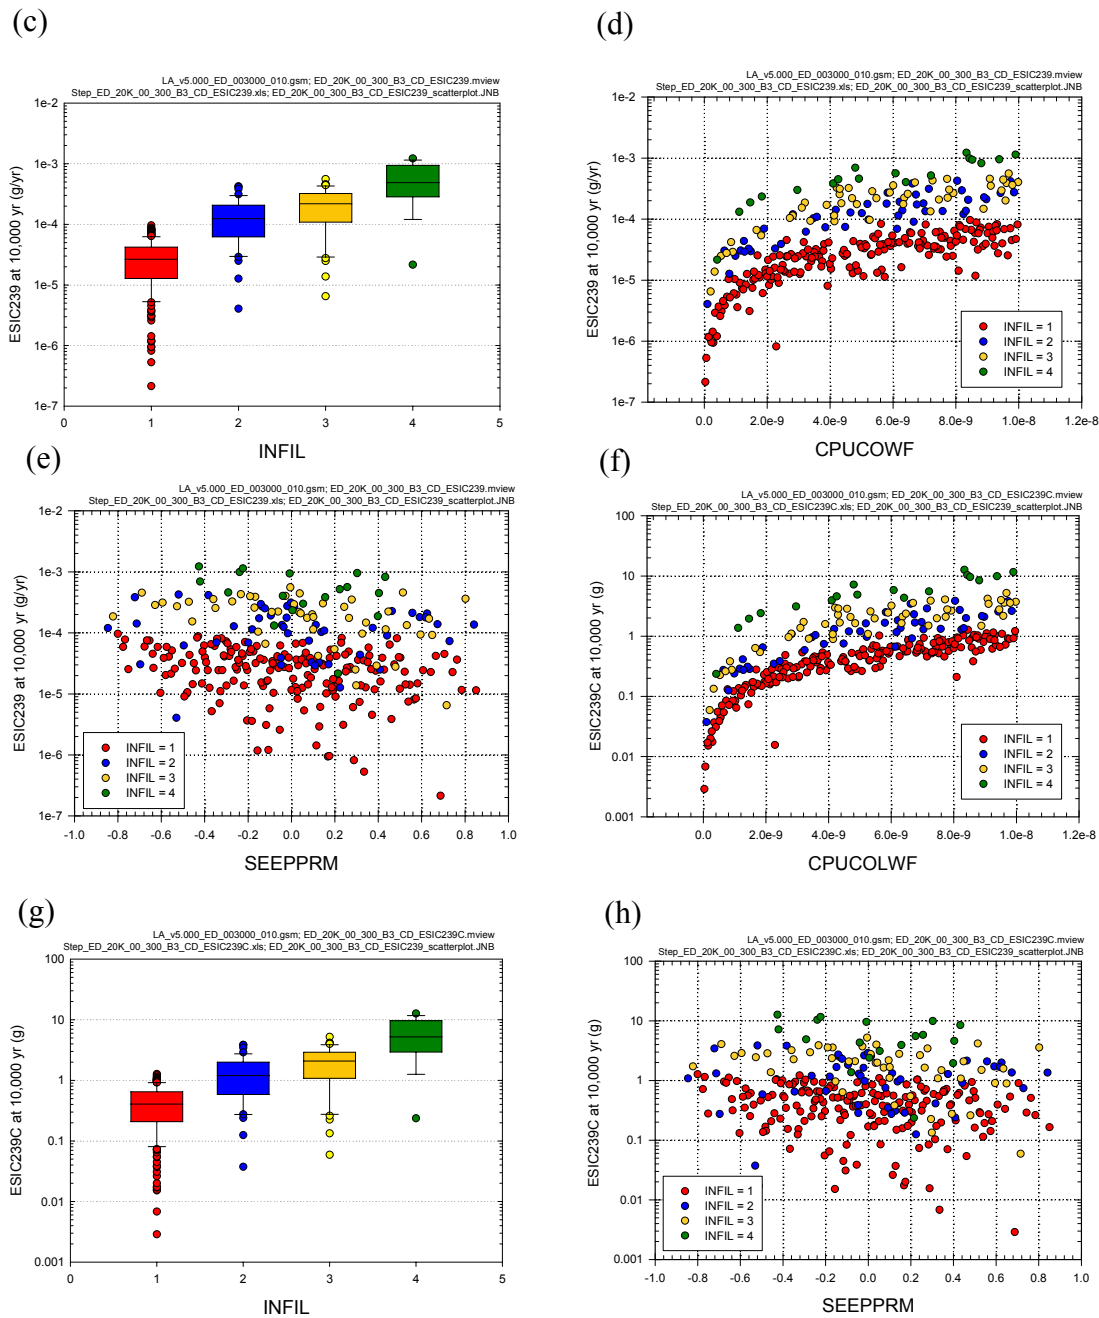 (c)
LA_v5.000_ED_003000_010.gsm; ED_20K_00_300_B3_CD_ESIC239.mview
Step_ED_20K_00_300_B3_CD_ESIC239.xls; ED_20K_00_300_B3_CD_ESIC239_scatterplot.JNB
ESIC239 at 10,000 yr (g/yr)
1e-2
1e-3
1e-4
1e-5
1e-6
1e-7
0 1 2 3 4 5
INFIL
(d)
LA_v5.000_ED_003000_010.gsm; ED_20K_00_300_B3_CD_ESIC239.mview
Step_ED_20K_00_300_B3_CD_ESIC239.xls; ED_20K_00_300_B3_CD_ESIC239_scatterplot.JNB
ESIC239 at 10,000 yr (g/yr)
1e-2
1e-3
1e-4
1e-5
1e-6
1e-7
INFIL = 1
INFIL = 2
INFIL = 3
INFIL = 4
0.0 2.0e-9 4.0e-9 6.0e-9 8.0e-9 1.0e-8 1.2e-8
CPUCOWF
(e)
LA_v5.000_ED_003000_010.gsm; ED_20K_00_300_B3_CD_ESIC239.mview
Step_ED_20K_00_300_B3_CD_ESIC239.xls; ED_20K_00_300_B3_CD_ESIC239_scatterplot.JNB
ESIC239 at 10,000 yr (g/yr)
1e-2
1e-3
1e-4
1e-5
1e-6
1e-7
INFIL = 1
INFIL = 2
INFIL = 3
INFIL = 4
-1.0 -0.8 -0.6 -0.4 -0.2 0.0 0.2 0.4 0.6 0.8 1.0
SEEPPRM
(f)
LA_v5.000_ED_003000_010.gsm; ED_20K_00_300_B3_CD_ESIC239C.mview
Step_ED_20K_00_300_B3_CD_ESIC239C.xls; ED_20K_00_300_B3_CD_ESIC239_scatterplot.JNB
ESIC239C at 10,000 yr (g)
100
10
1
0.1
0.01
0.001
INFIL = 1
INFIL = 2
INFIL = 3
INFIL = 4
0.0 2.0e-9 4.0e-9 6.0e-9 8.0e-9 1.0e-8 1.2e-8
CPUCOLWF
(g)
LA_v5.000_ED_003000_010.gsm; ED_20K_00_300_B3_CD_ESIC239C.mview
Step_ED_20K_00_300_B3_CD_ESIC239C.xls; ED_20K_00_300_B3_CD_ESIC239_scatterplot.JNB
ESIC239C at 10,000 yr (g)
100
10
1
0.1
0.01
0.001
0 1 2 3 4 5
INFIL
(h)
LA_v5.000_ED_003000_010.gsm; ED_20K_00_300_B3_CD_ESIC239C.mview
Step_ED_20K_00_300_B3_CD_ESIC239C.xls; ED_20K_00_300_B3_CD_ESIC239_scatterplot.JNB
ESIC239C at 10,000 yr (g)
100
10
1
0.1
0.01
0.001
INFIL = 1
INFIL = 2
INFIL = 3
INFIL = 4
-1.0 -0.8 -0.6 -0.4 -0.2 0.0 0.2 0.4 0.6 0.8 1.0
SEEPPRM